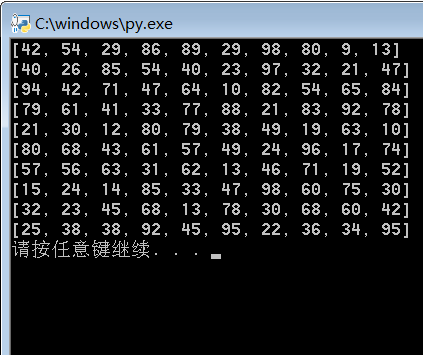 C:\windows\py.exe
[42, 54, 29, 86, 89, 29, 98, 80, 9, 13]
[40, 26, 85, 54, 40, 23, 97, 32, 21, 47]
[94, 42, 71, 47, 64, 10, 82, 54, 65, 84]
[79, 61, 41, 33, 77, 88, 21, 83, 92, 78]
[21, 30, 12, 80, 79, 38, 49, 19, 63, 10]
[80, 68, 43, 61, 57, 49, 24, 96, 17, 74]
[57, 56, 63, 31, 62, 13, 46, 71, 19, 52]
[15, 24, 14, 85, 33, 47, 98, 60, 75, 30]
[32, 23, 45, 68, 13, 78, 30, 68, 60, 42]
[25, 38, 38, 92, 45, 95, 22, 36, 34, 95]
请按任意键继续. . .